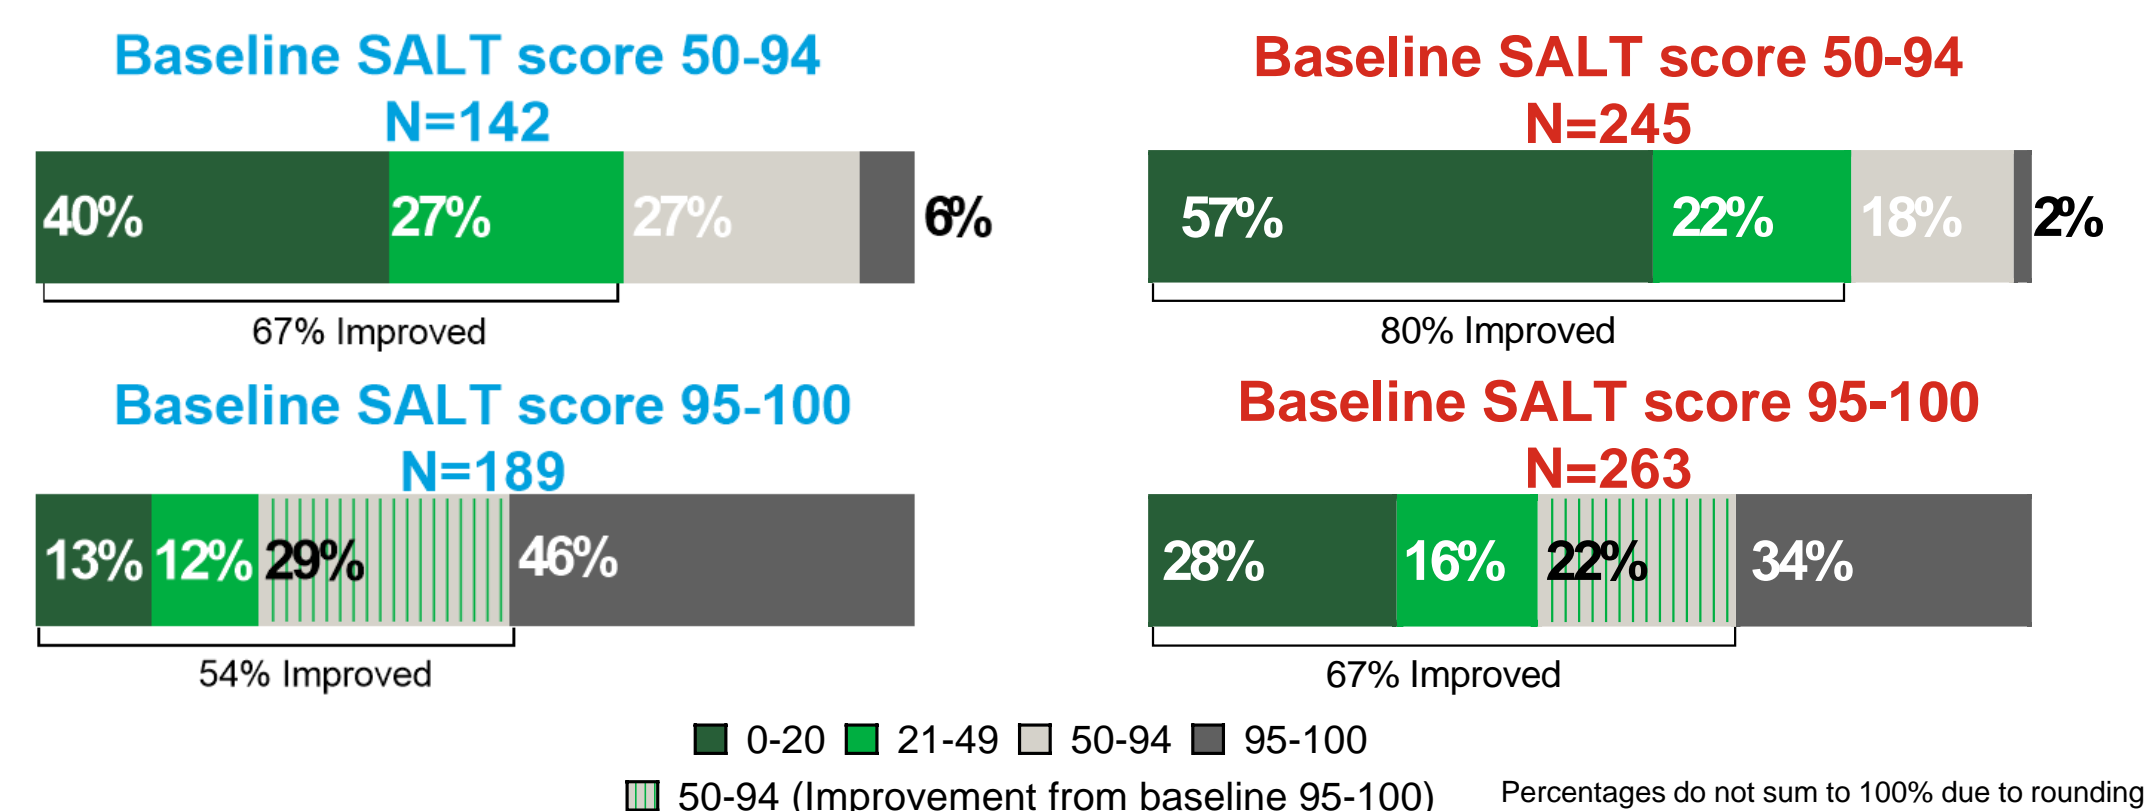 Baseline SALT score 50-94
N=142
40% 27% 27% 6%
67% Improved
Baseline SALT score 50-94
N=245
57% 22% 18% 2%
80% Improved
Baseline SALT score 95-100
N=189
13% 12% 29% 46%
54% Improved
Baseline SALT score 95-100
N=263
28% 16% 22% 34%
67% Improved
0-20 21-49 50-94 95-100
50-94 (Improvement from baseline 95-100)
Percentages do not sum to 100% due to rounding